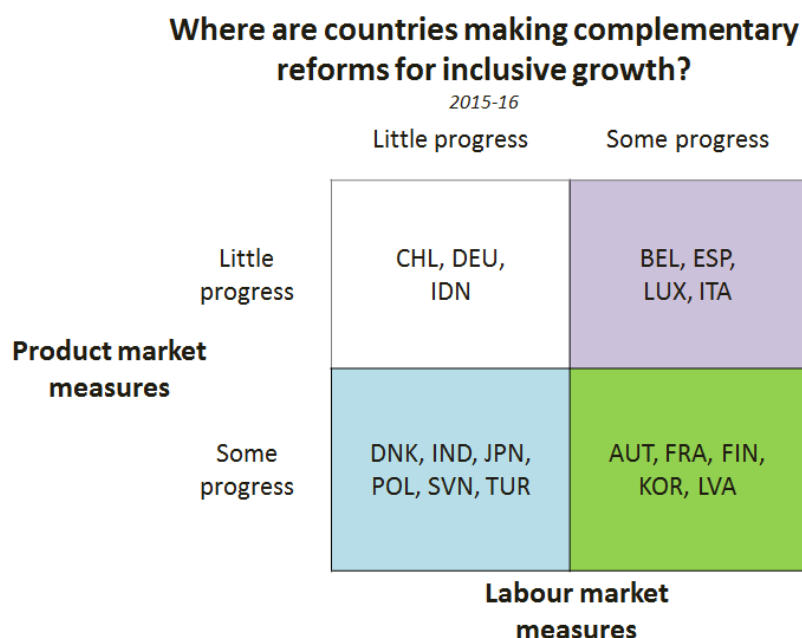 Where are countries making complementary
reforms for inclusive growth?
2015-16
Little progress
Some progress
Little
progress
CHL, DEU,
IDN
BEL, ESP,
LUX, ITA
Product market
measures
Some
progress
DNK, IND, JPN,
POL, SVN, TUR
AUT, FRA, FIN,
KOR, LVA
Labour market
measures